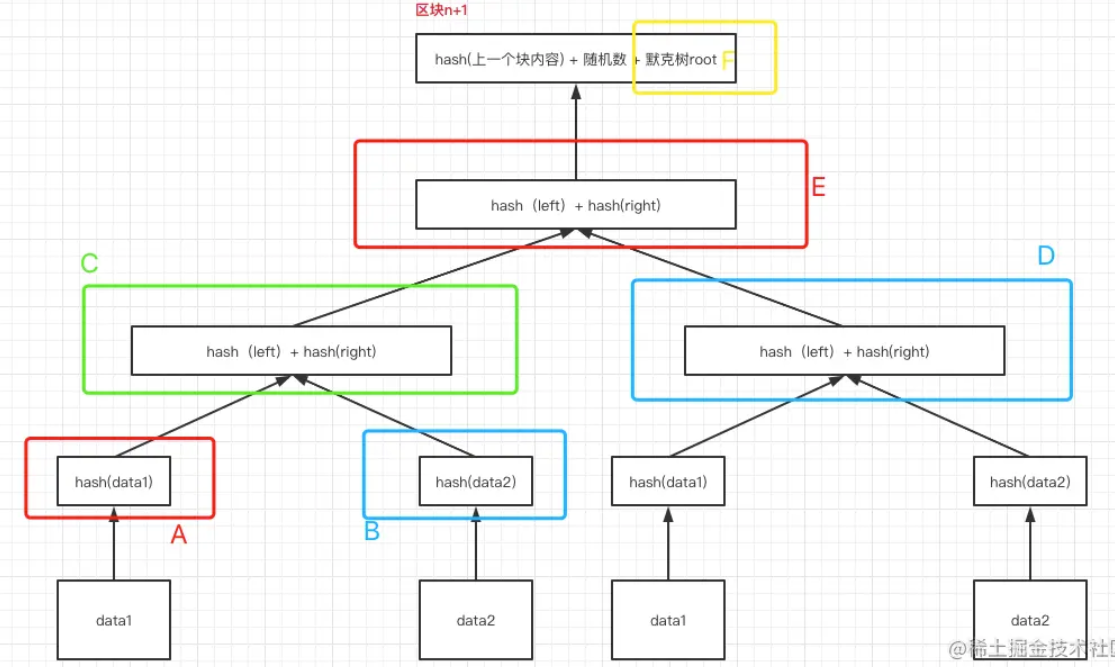 区块n+1
hash(上一个块内容) + 随机数 + 默克树root F
hash（left）+ hash(right)
E
C
D
hash（left）+ hash(right)
hash（left）+ hash(right)
hash(data1)
hash(data2)
hash(data1)
hash(data2)
A
B
data1
data2
data1
data2
@稀土掘金技术社区